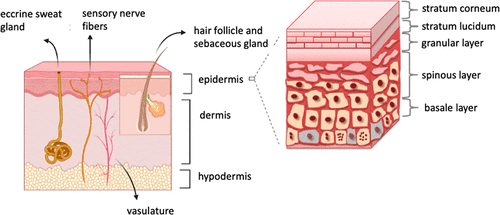 eccrine sweat
gland
sensory nerve
fibers
hair follicle and
sebaceous gland
epidermis
dermis
hypodermis
vasculature
stratum corneum
stratum lucidum
granular layer
spinous layer
basale layer